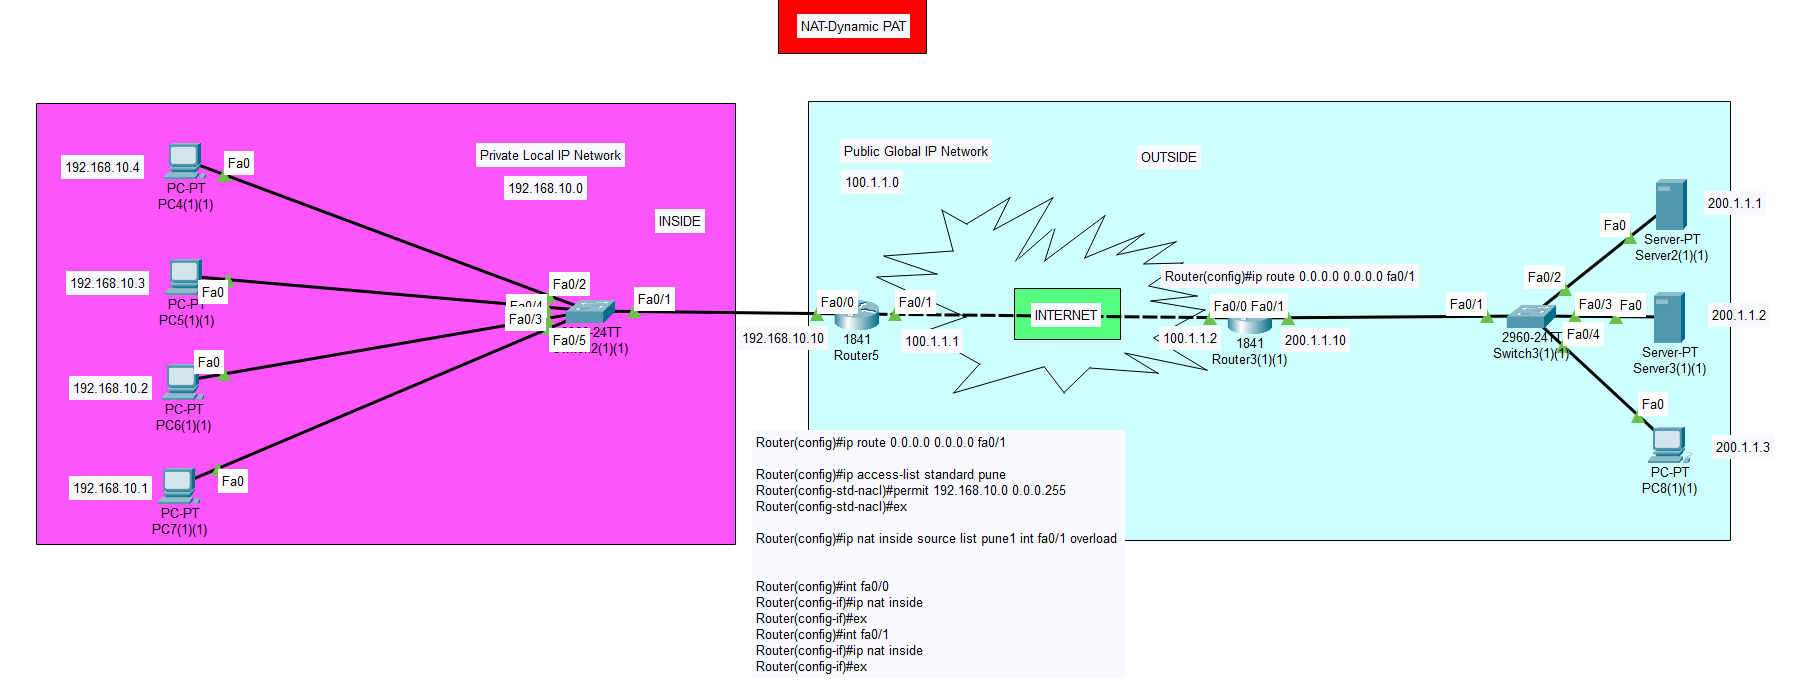 NAT-Dynamic PAT
Private Local IP Network
192.168.10.0
INSIDE
192.168.10.4
Fa0
PC-PT
PC4(1)(1)
192.168.10.3
Fa0
PC-PT
PC5(1)(1)
192.168.10.2
Fa0
PC-PT
PC6(1)(1)
192.168.10.1
Fa0
PC-PT
PC7(1)(1)
Fa0/2
Fa0/4
Fa0/3
Fa0/5
Fa0/1
-24TT
2(1)(1)
Public Global IP Network
100.1.1.0
OUTSIDE
Fa0/0
Fa0/1
192.168.10.10
1841
Router5
100.1.1.1
INTERNET
Router(config)#ip route 0.0.0.0 0.0.0.0 fa0/1
Fa0/0 Fa0/1
100.1.1.2
1841
Router3(1)(1)
200.1.1.10
Fa0/1
Fa0/2
Fa0/3
Fa0/4
2960-24TT
Switch3(1)(1)
Fa0
200.1.1.1
Server-PT
Server2(1)(1)
Fa0
200.1.1.2
Server-PT
Server3(1)(1)
Fa0
200.1.1.3
PC-PT
PC8(1)(1)
Router(config)#ip route 0.0.0.0 0.0.0.0 fa0/1
Router(config)#ip access-list standard pune
Router(config-std-nacl)#permit 192.168.10.0 0.0.0.255
Router(config-std-nacl)#ex
Router(config)#ip nat inside source list pune1 int fa0/1 overload
Router(config)#int fa0/0
Router(config-if)#ip nat inside
Router(config-if)#ex
Router(config)#int fa0/1
Router(config-if)#ip nat inside
Router(config-if)#ex